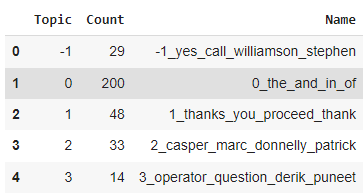 Topic Count Name
0 -1 29 -1_yes_call_williamson_stephen
1 0 200 0_the_and_in_of
2 1 48 1_thanks_you_proceed_thank
3 2 33 2_casper_marc_donnelly_patrick
4 3 14 3_operator_question_derik_puneet